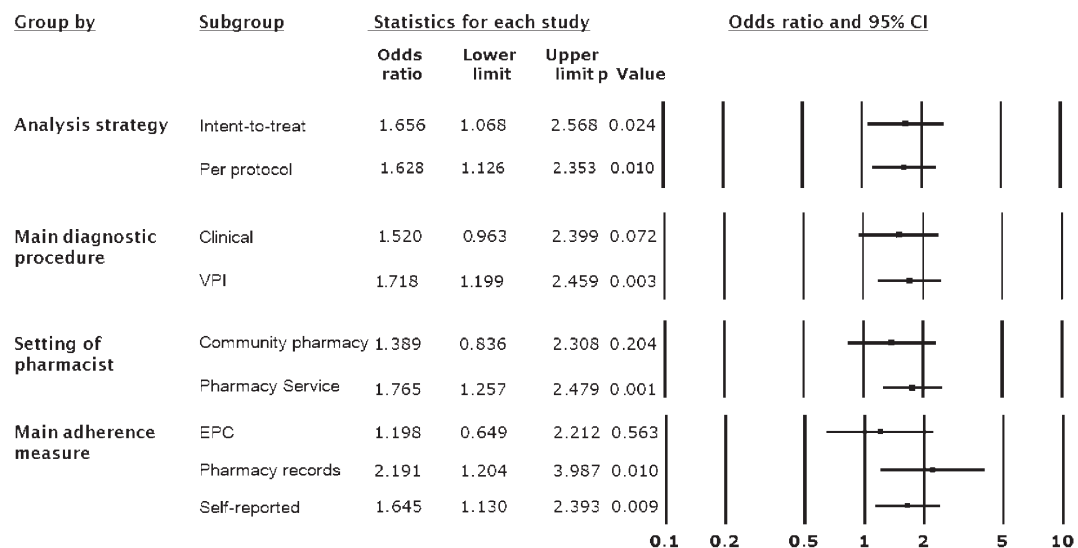 Group by Subgroup Statistics for each study Odds ratio and 95% CI
Odds ratio Lower limit Upper limit p Value
Analysis strategy Intent-to-treat 1.656 1.068 2.568 0.024
Per protocol 1.628 1.126 2.353 0.010
Main diagnostic procedure Clinical 1.520 0.963 2.399 0.072
VPI 1.718 1.199 2.459 0.003
Setting of pharmacist Community pharmacy 1.389 0.836 2.308 0.204
Pharmacy Service 1.765 1.257 2.479 0.001
Main adherence measure EPC 1.198 0.649 2.212 0.563
Pharmacy records 2.191 1.204 3.987 0.010
Self-reported 1.645 1.130 2.393 0.009
0.1 0.2 0.5 1 2 5 10